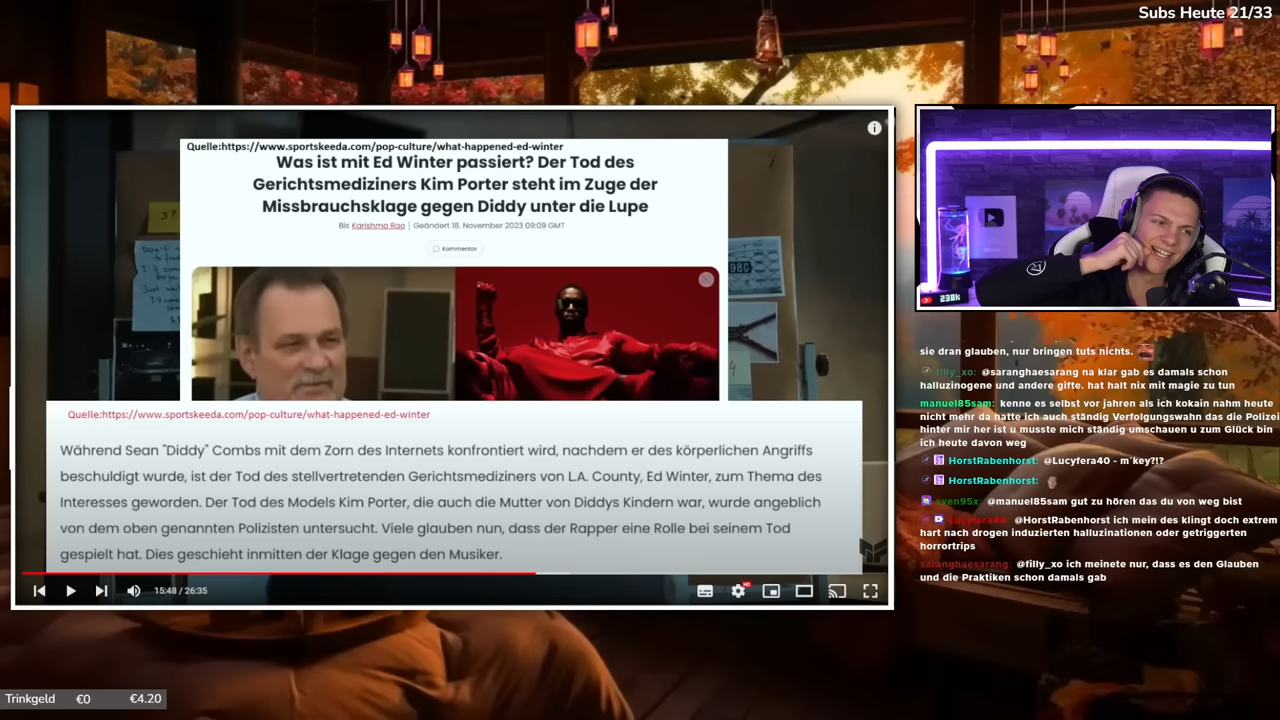 Subs Heute 21/33
Quelle:https://www.sportskeeda.com/pop-culture/what-happened-ed-winter
Was ist mit Ed Winter passiert? Der Tod des
Gerichtsmediziners Kim Porter steht im Zuge der
Missbrauchsklage gegen Diddy unter die Lupe
Bis Karishma Rao | Geändert 18. November 2023 09:09 GMT
Kommentar
3?
980
Quelle:https://www.sportskeeda.com/pop-culture/what-happened-ed-winter
Während Sean "Diddy" Combs mit dem Zorn des Internets konfrontiert wird, nachdem er des körperlichen Angriffs
beschuldigt wurde, ist der Tod des stellvertretenden Gerichtsmediziners von L.A. County, Ed Winter, zum Thema des
Interesses geworden. Der Tod des Models Kim Porter, die auch die Mutter von Diddys Kindern war, wurde angeblich
von dem oben genannten Polizisten untersucht. Viele glauben nun, dass der Rapper eine Rolle bei seinem Tod
gespielt hat. Dies geschieht inmitten der Klage gegen den Musiker.
15:48 / 26:35
HD
238k
sie dran glauben, nur bringen tuts nichts.
filly_xo: @saranghaesarang na klar gab es damals schon
halluzinogene und andere gifte. hat halt nix mit magie zu tun
manuel85sam: kenne es selbst vor jahren als ich kokain nahm heute
nicht mehr da hatte ich auch ständig Verfolgungswahn das die Polizei
hinter mir her ist u musste mich ständig umschauen u zum Glück bin
ich heute davon weg
HorstRabenhorst: @Lucyfera40 - m´key?!?
HorstRabenhorst:
sven95x: @manuel85sam gut zu hören das du von weg bist
Lucyfera40: @HorstRabenhorst ich mein des klingt doch extrem
hart nach drogen induzierten halluzinationen oder getriggerten
horrortrips
saranghaesarang: @filly_xo ich meinete nur, dass es den Glauben
und die Praktiken schon damals gab
Trinkgeld €0 €4.20